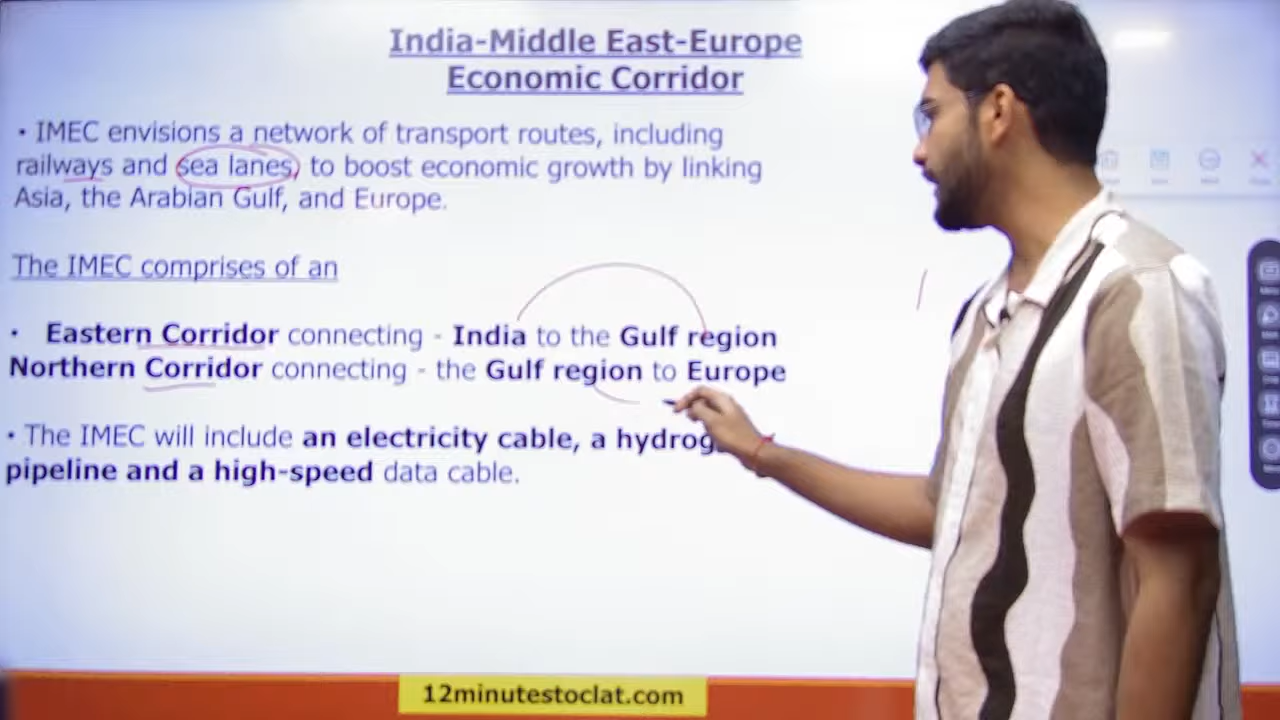 India-Middle East-Europe
Economic Corridor
• IMEC envisions a network of transport routes, including
railways and sea lanes, to boost economic growth by linking
Asia, the Arabian Gulf, and Europe.
The IMEC comprises of an
• Eastern Corridor connecting - India to the Gulf region
Northern Corridor connecting - the Gulf region to Europe
• The IMEC will include an electricity cable, a
pipeline and a high-speed data cable.
12minutestoclat.com